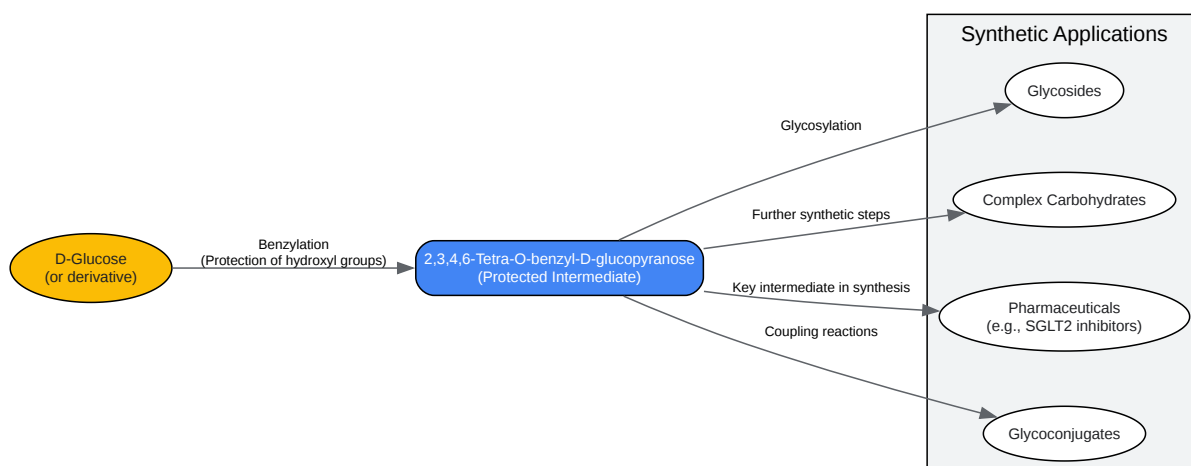 Synthetic Applications
Glycosides
Glycosylation
Complex Carbohydrates
Further synthetic steps
Benzylation
(Protection of hydroxyl groups)
D-Glucose
(or derivative)
2,3,4,6-Tetra-O-benzyl-D-glucopyranose
(Protected Intermediate)
Key intermediate in synthesis
Pharmaceuticals
(e.g., SGLT2 inhibitors)
Coupling reactions
Glycoconjugates